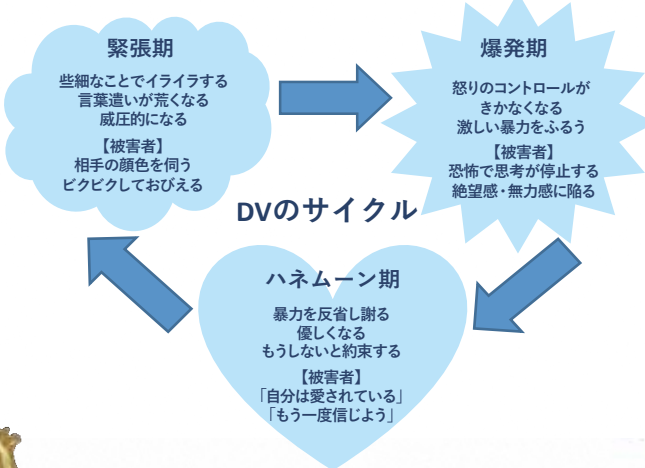 緊張期
些細なことでイライラする
言葉遣いが荒くなる
威圧的になる
【被害者】
相手の顔色を伺う
ビクビクしておびえる
爆発期
怒りのコントロールが
きかなくなる
激しい暴力をふるう
【被害者】
恐怖で思考が停止する
絶望感・無力感に陥る
DVのサイクル
ハネムーン期
暴力を反省し謝る
優しくなる
もうしないと約束する
【被害者】
「自分は愛されている」
「もう一度信じよう」